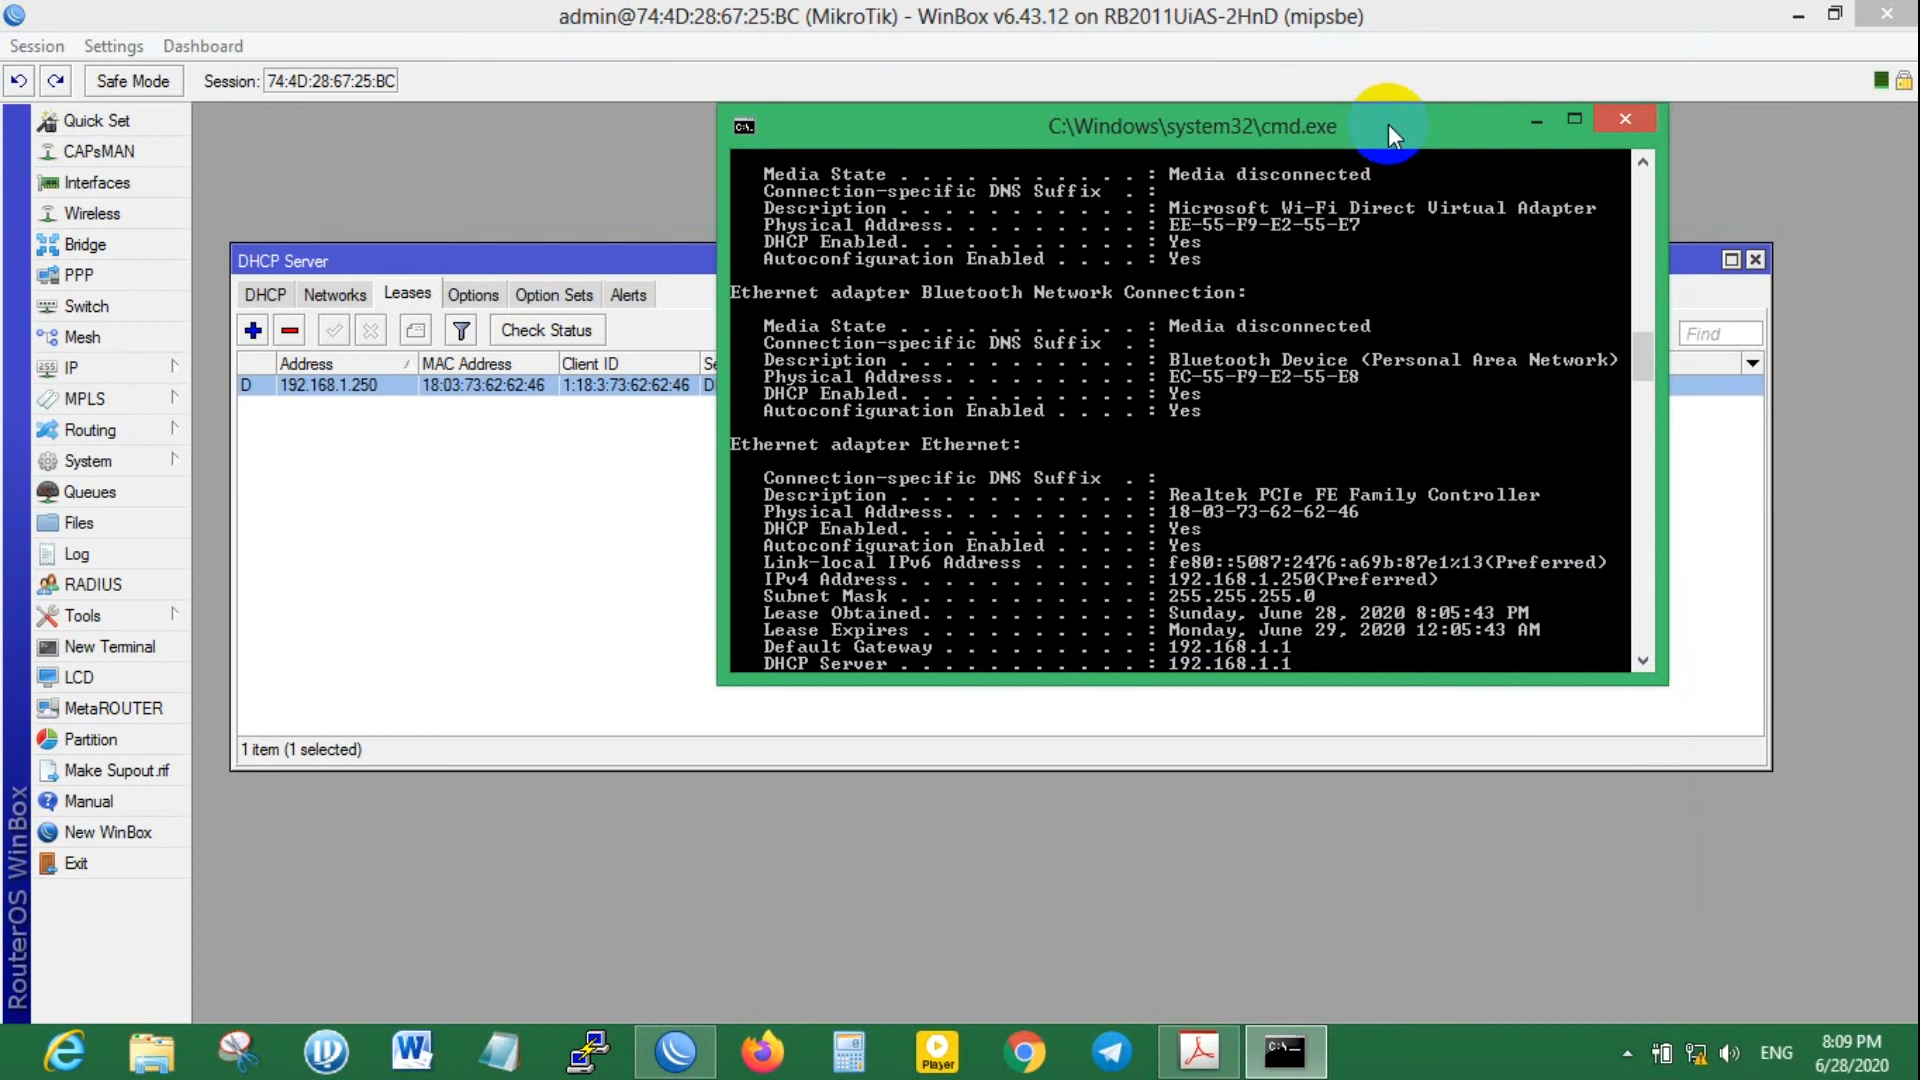 admin@74:4D:28:67:25:BC (MikroTik) - WinBox v6.43.12 on RB2011UiAS-2HnD (mipsbe)
Session Settings Dashboard
Safe Mode Session: 74:4D:28:67:25:BC
Quick Set
CAPsMAN
Interfaces
Wireless
Bridge
PPP
Switch
Mesh
IP
MPLS
Routing
System
Queues
Files
Log
RADIUS
Tools
New Terminal
LCD
MetaROUTER
Partition
Make Supout.rif
Manual
New WinBox
Exit
RouterOS WinBox
DHCP Server
DHCP Networks Leases Options Option Sets Alerts
Check Status
Find
Address MAC Address Client ID Se
D 192.168.1.250 18:03:73:62:62:46 1:18:3:73:62:62:46 D
1 item (1 selected)
C:\Windows\system32\cmd.exe
Media State . . . . . . . . . . . : Media disconnected
Connection-specific DNS Suffix . :
Description . . . . . . . . . . . : Microsoft Wi-Fi Direct Virtual Adapter
Physical Address. . . . . . . . . : EE-55-F9-E2-55-E7
DHCP Enabled. . . . . . . . . . . : Yes
Autoconfiguration Enabled . . . . : Yes
Ethernet adapter Bluetooth Network Connection:
Media State . . . . . . . . . . . : Media disconnected
Connection-specific DNS Suffix . :
Description . . . . . . . . . . . : Bluetooth Device (Personal Area Network)
Physical Address. . . . . . . . . : EC-55-F9-E2-55-E8
DHCP Enabled. . . . . . . . . . . : Yes
Autoconfiguration Enabled . . . . : Yes
Ethernet adapter Ethernet:
Connection-specific DNS Suffix . :
Description . . . . . . . . . . . : Realtek PCIe FE Family Controller
Physical Address. . . . . . . . . : 18-03-73-62-62-46
DHCP Enabled. . . . . . . . . . . : Yes
Autoconfiguration Enabled . . . . : Yes
Link-local IPv6 Address . . . . . : fe80::5087:2476:a69b:87e1%13(Preferred)
IPv4 Address. . . . . . . . . . . : 192.168.1.250(Preferred)
Subnet Mask . . . . . . . . . . . : 255.255.255.0
Lease Obtained. . . . . . . . . . : Sunday, June 28, 2020 8:05:43 PM
Lease Expires . . . . . . . . . . : Monday, June 29, 2020 12:05:43 AM
Default Gateway . . . . . . . . . : 192.168.1.1
DHCP Server . . . . . . . . . . . : 192.168.1.1
Player
ENG
8:09 PM
6/28/2020